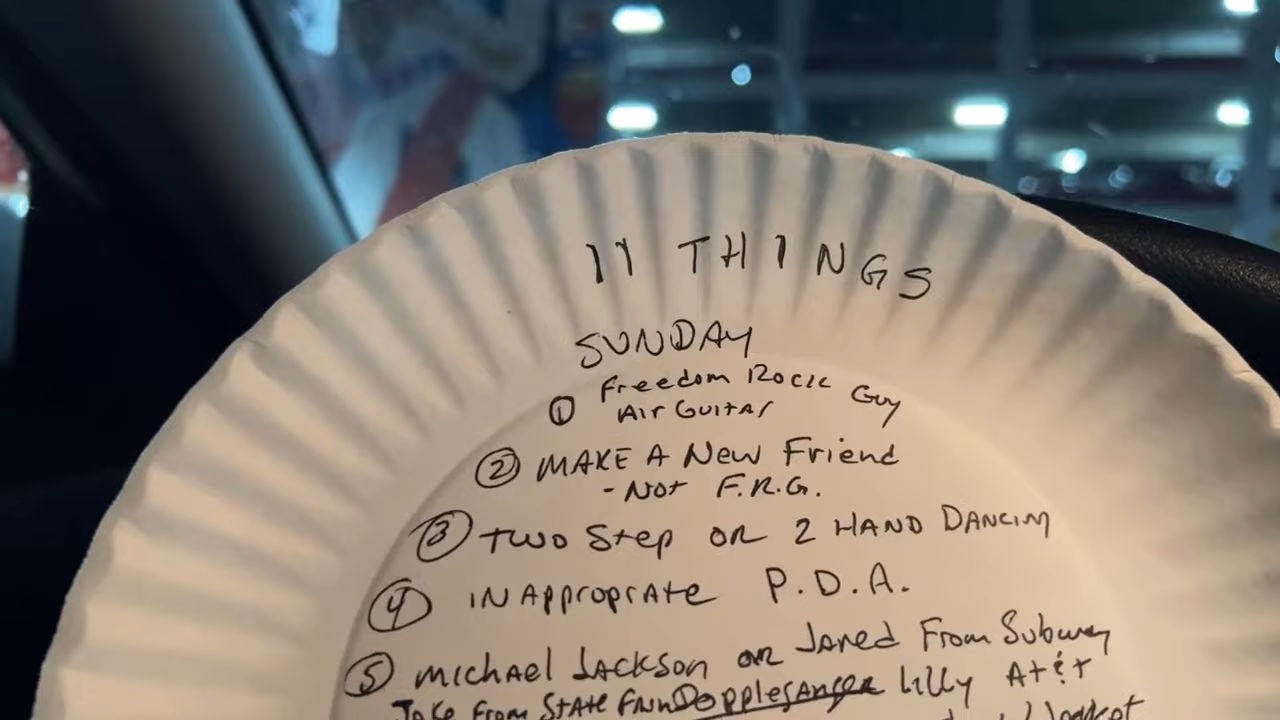 11 THINGS
SUNDAY
① Freedom Rock Guy
Air Guitar
② MAKE A New Friend
- Not F.R.G.
③ TWO Step OR 2 HAND DANCING
④ INAppropriate P.D.A.
⑤ Michael Jackson OR Jared From Subway
Jake From State Farm Doppleganger Lilly At&t